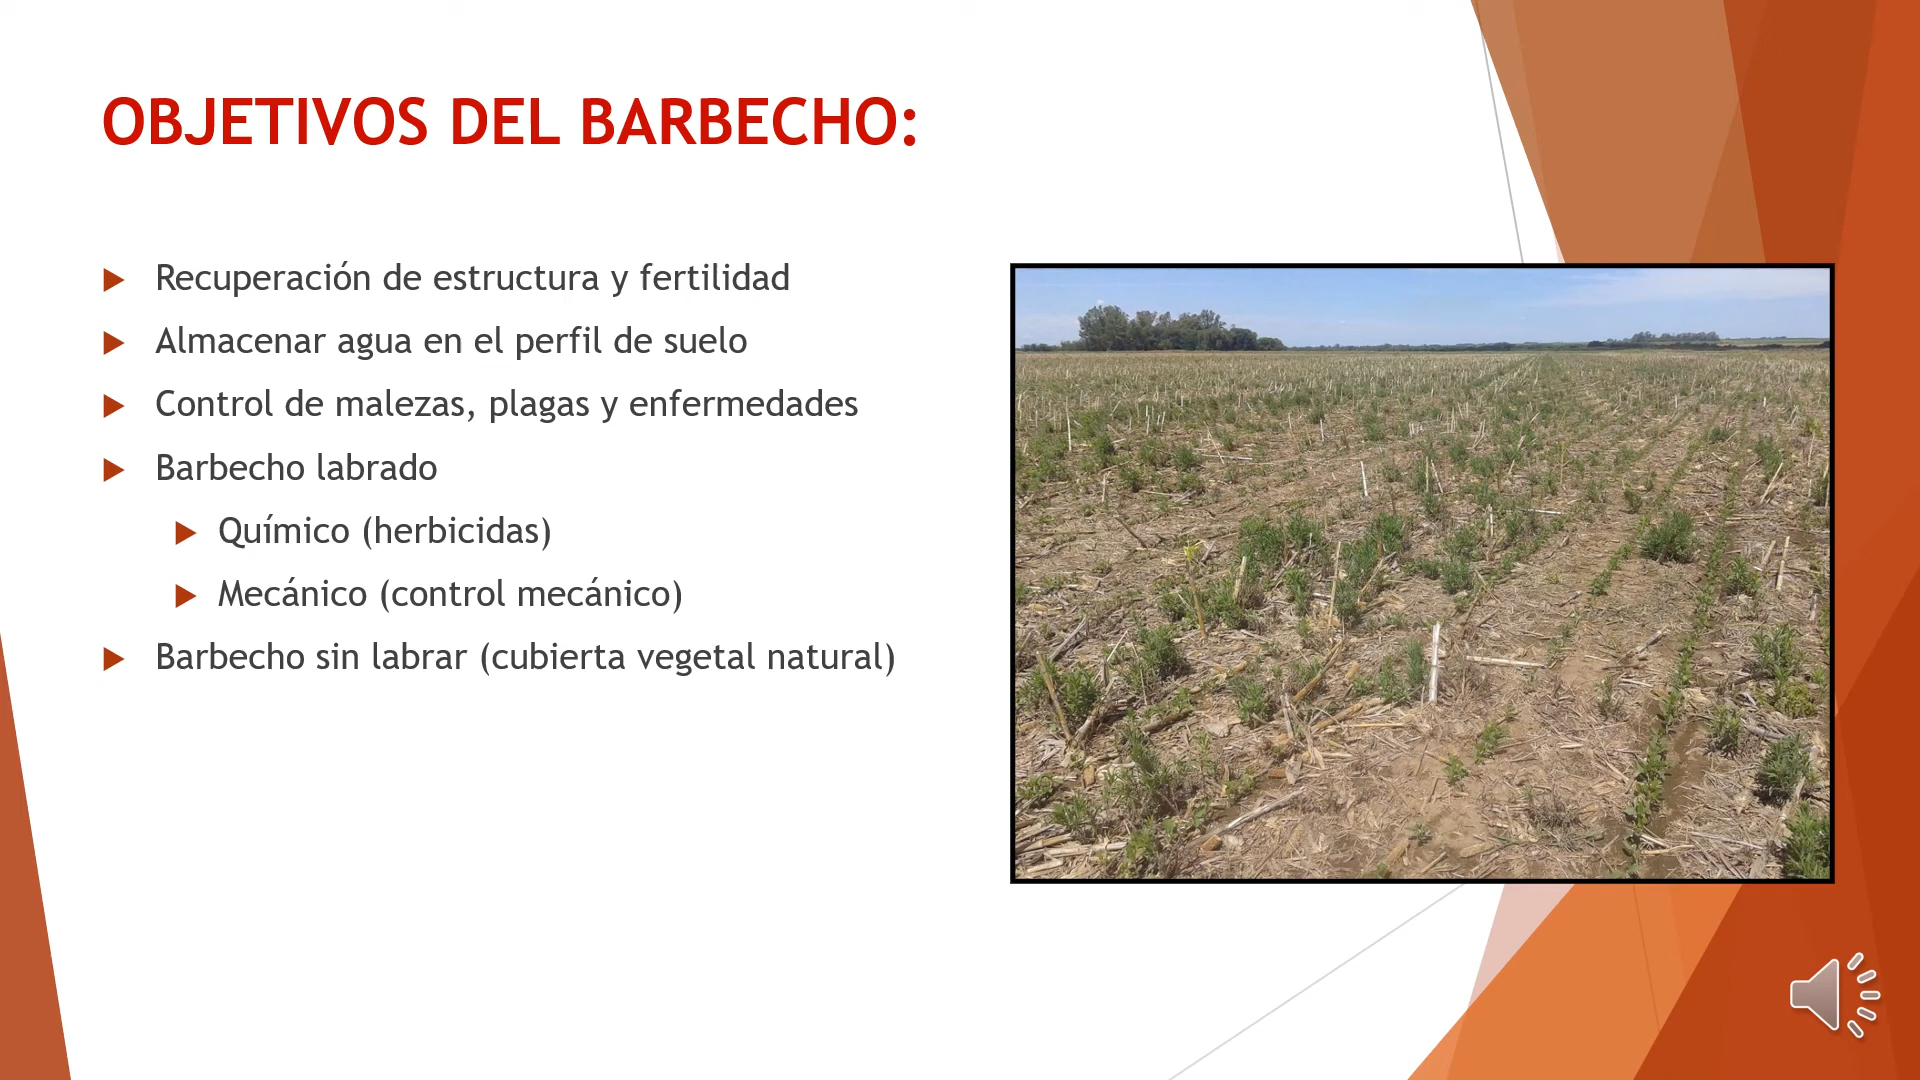 OBJETIVOS DEL BARBECHO:
Recuperación de estructura y fertilidad
Almacenar agua en el perfil de suelo
Control de malezas, plagas y enfermedades
Barbecho labrado
Químico (herbicidas)
Mecánico (control mecánico)
Barbecho sin labrar (cubierta vegetal natural)